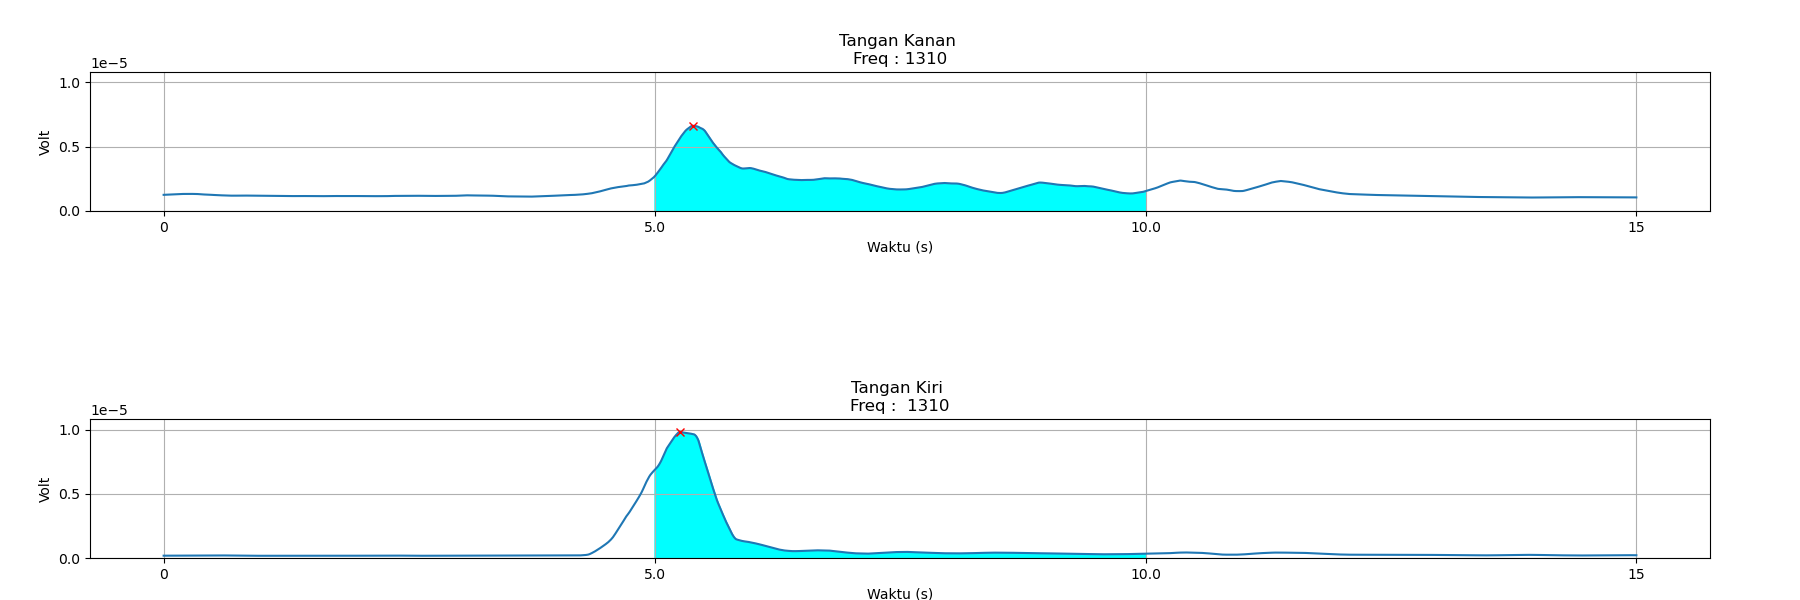 Tangan Kanan
Freq : 1310
1e−5
1.0
0.5
0.0
Volt
0 5.0 10.0 15
Waktu (s)
Tangan Kiri
Freq :  1310
1e−5
1.0
0.5
0.0
Volt
0 5.0 10.0 15
Waktu (s)